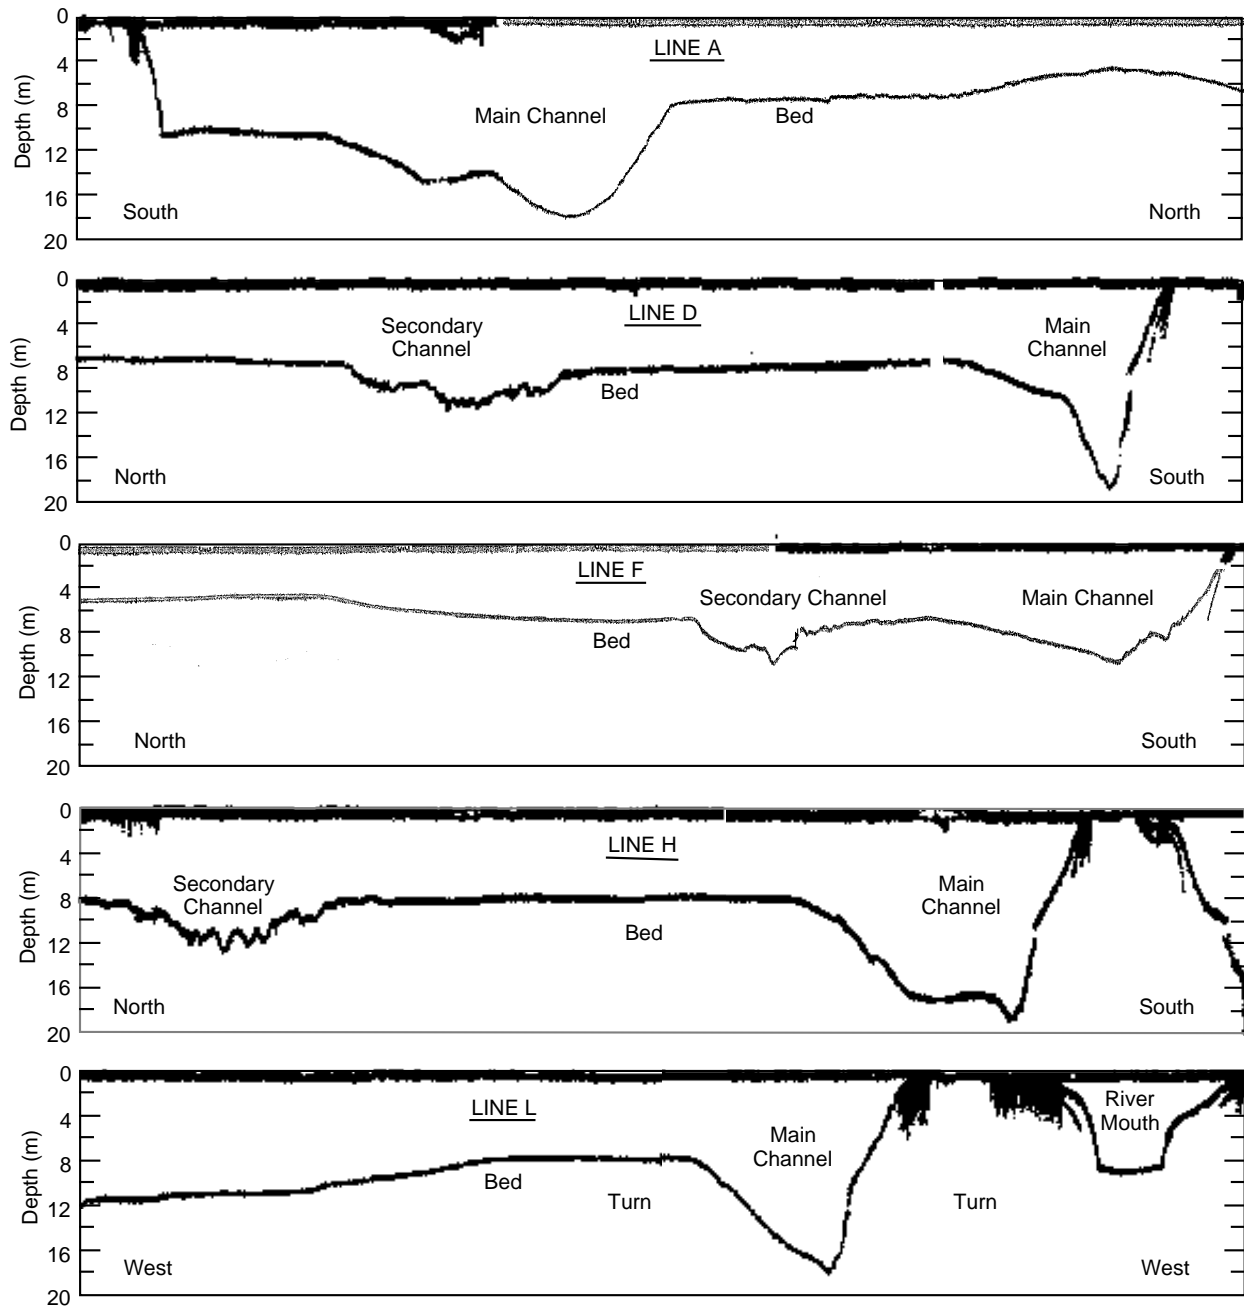 0
4
8
12
16
20
Depth (m)
LINE A
Main Channel
Bed
South
North
0
4
8
12
16
20
Depth (m)
LINE D
Secondary
Channel
Main
Channel
Bed
North
South
0
4
8
12
16
20
Depth (m)
LINE F
Secondary Channel
Main Channel
Bed
North
South
0
4
8
12
16
20
Depth (m)
LINE H
Secondary
Channel
Main
Channel
Bed
North
South
0
4
8
12
16
20
Depth (m)
LINE L
River
Mouth
Main
Channel
Bed
Turn
Turn
West
West